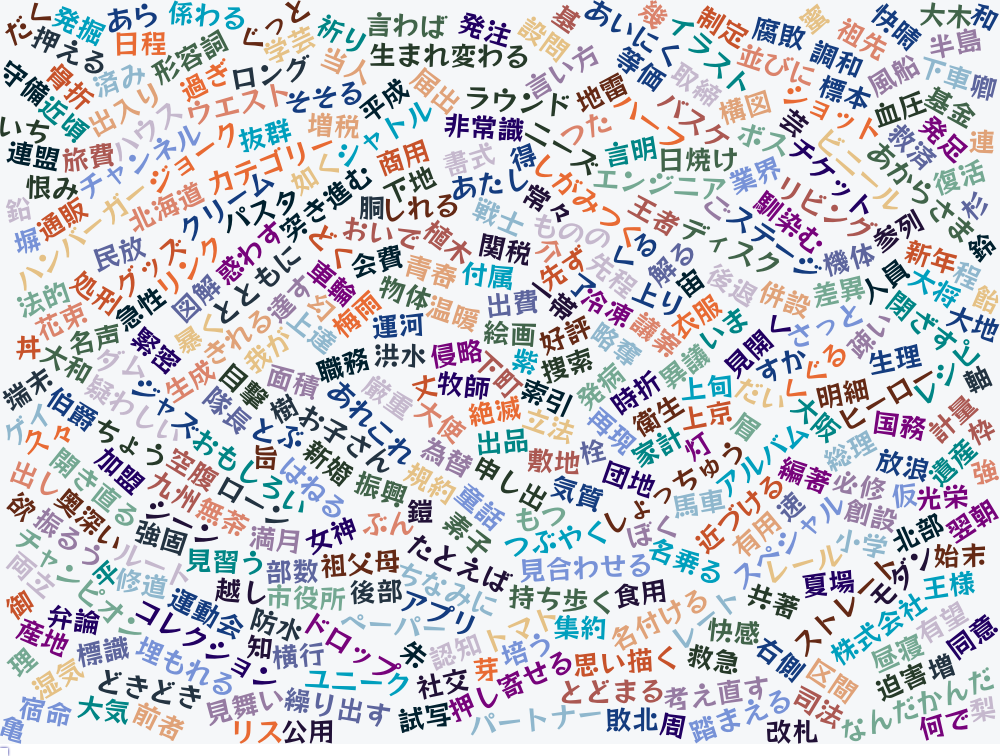 だく
発掘
あら
係わる
ぐっと
祈り
言わば
発注
設問
基
あいにく
幾
イラスト
制定
腐敗
蜜
祖先
快晴
大木
和
押える
日程
形容詞
学芸
当人
生まれ変わる
言い方
等価
並びに
調和
半島
守備
骨折
済み
過ぎ
ロング
届出
取締
標本
風船
下車
卿
近頃
出入り
ウエスト
そそる
平成
ラウンド
地雷
構図
ショット
血圧
基金
いち
ハウス
抜群
増税
シャトル
非常識
ニーズ
つた
ハーフ
バスケ
ボス
芸
ビニール
救済
発足
連
連盟
旅費
チャンネル
ジョーク
カテゴリー
商用
書式
得
言明
日焼け
チケット
あからさま
復活
恨み
如く
下地
あたし
しがみつく
エンジニア
業界
リビング
だ
鉛
通販
ハンバーガー
北海道
クリーム
パスタ
突き進む
胴
しれる
戦士
常々
王者
ご
馴染む
参列
鈴
塀
民放
グッズ
惑わす
どく
おいで
植木
関税
ものの
ディスク
ステージ
機体
新年
程
法的
処刑
リンク
図解
とともに
会費
青春
付属
介
先ず
先程
る
解る
宙
後退
併設
差異
人員
大将
飴
花束
急性
達す
車輪
物体
出費
一帯
了
冷凍
上り
衣服
大地
丼
名声
緊密
暴く
上達
幻
梅雨
温暖
運河
絵画
好評
略奪
議案
いま
さっと
疎い
閉ざす
大和
ダム
生成
される
我が
職務
洪水
侵略
下町
紫
捜索
異議
見開く
すか
ぐる
生理
と
端末
疑わしい
目撃
面積
厳重
丈
牧師
索引
発病
時折
上旬
だい
く
明細
ヒーロー
レジ
軸
伯爵
ジャズ
隊長
樹
あれこれ
大使
絶滅
立法
再現
衛生
上京
大気
国務
計量
枠
ゲイ
々
ク
ちょう
おもしろい
とぶ
お子さん
為替
出品
敷地
栓
家計
灯
眉
アルバム
総理
放浪
遺産
強
出し
開き直る
加盟
空腹
旨
新婚
規約
申し出
気質
団地
っちゅう
編著
必修
仮
光栄
欲
奥深い
九州
無茶
ローン
はねる
振興
鎧
童話
もつ
しょ
馬車
近づける
速
創設
翌朝
振るう
シーン
強固
満月
女神
ぶん
素子
つぶやく
ぼく
有用
ャル
小学
北部
チャンピオン
ルート
見習う
部数
祖父母
たとえば
見合わせる
名乗る
スペシ
レール
モダン
始末
両立
修道
越し
市役所
後部
ちなみに
持ち歩く
食用
共著
夏場
ストレート
王様
御
弁論
コレクション
運動会
防水
アプリ
ペーパー
トマト
集約
名付ける
レート
快感
株式会社
有望
同意
産地
標識
埋もれる
知
横行
ドロップ
朱
認知
培う
救急
右側
昼寝
理
湿気
どきどき
ユニーク
社交
芽
押し寄せる
思い描く
区間
迫害
増
宿命
大気
前者
見舞い
繰り出す
試写
とどまる
考え直す
司法
なんだかんだ
亀
リス
公用
パートナー
敗北
周
踏まえる
改札
何で
梨